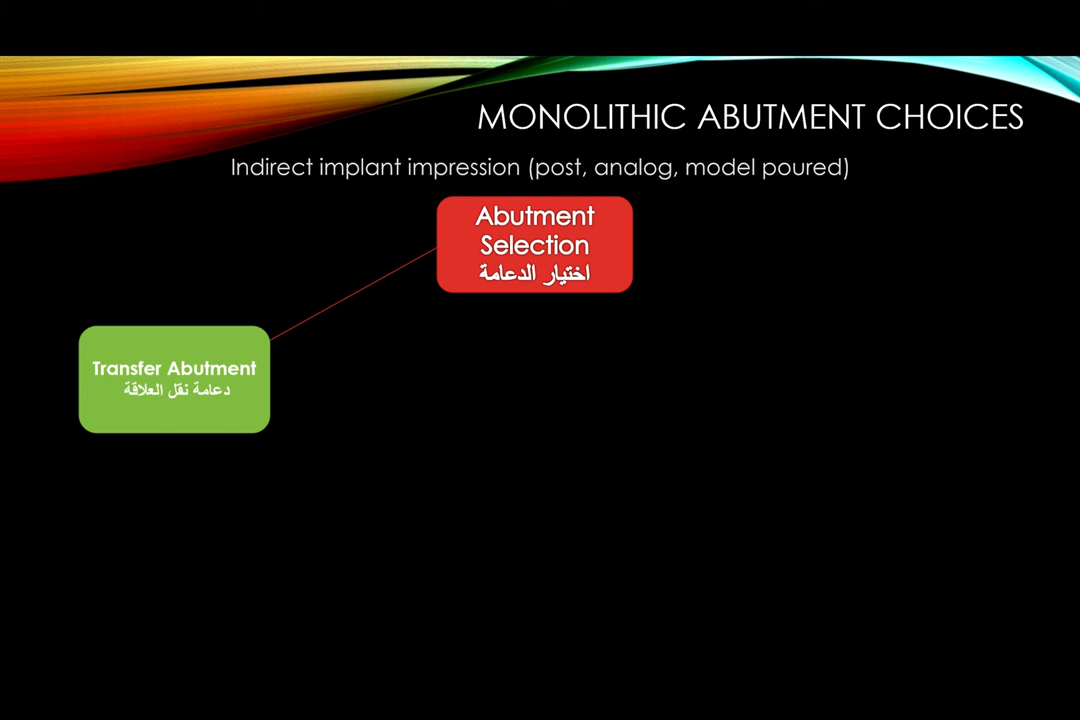 MONOLITHIC ABUTMENT CHOICES
Indirect implant impression (post, analog, model poured)
Abutment
Selection
اختيار الدعامة
Transfer Abutment
دعامة نقل العلاقة